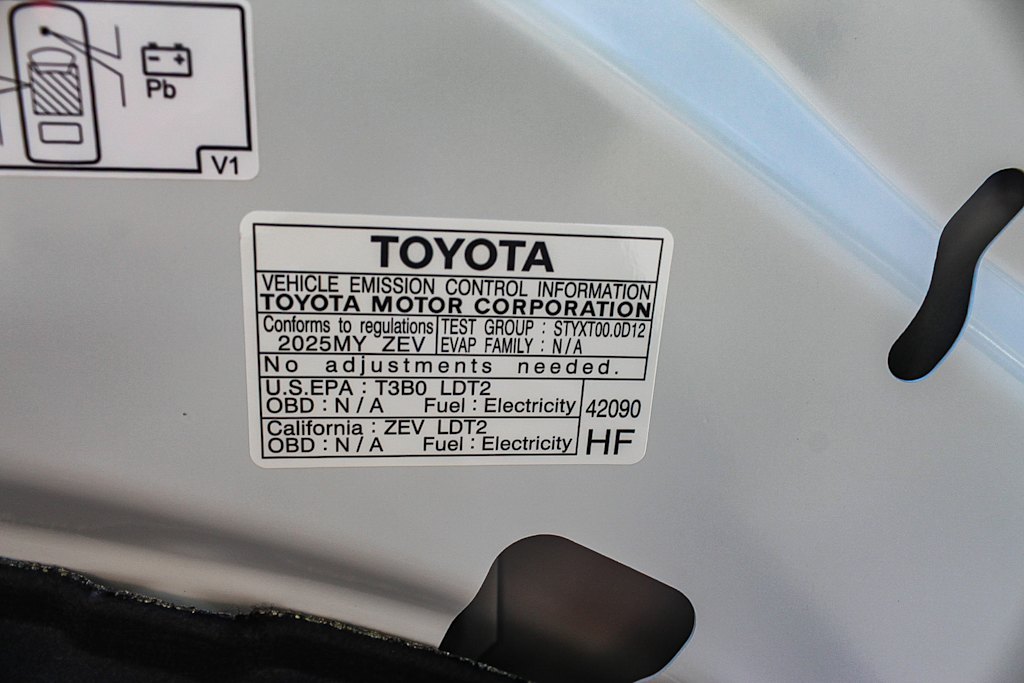 Pb
V1
TOYOTA
VEHICLE EMISSION CONTROL INFORMATION
TOYOTA MOTOR CORPORATION
Conforms to regulations
2025MY ZEV
TEST GROUP : STYXT00.0D12
EVAP FAMILY : N/A
No adjustments needed.
U.S.EPA : T3B0 LDT2
OBD : N/A Fuel : Electricity
California : ZEV LDT2
OBD : N/A Fuel : Electricity
42090
HF